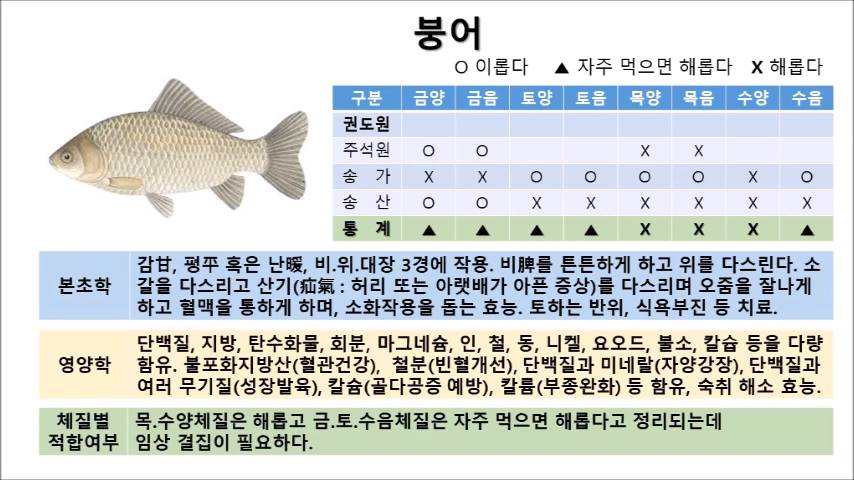 붕어
O 이롭다 ▲ 자주 먹으면 해롭다 X 해롭다
구분 금양 금음 토양 토음 목양 목음 수양 수음
권도원
주석원 O O X X
송 가 X X O O O O X O
송 산 O O X X X X X X
통 계 ▲ ▲ ▲ ▲ X X X ▲
본초학
감甘, 평平 혹은 난暖, 비.위.대장 3경에 작용. 비脾를 튼튼하게 하고 위를 다스린다. 소
갈을 다스리고 산기(疝氣 : 허리 또는 아랫배가 아픈 증상)를 다스리며 오줌을 잘나게
하고 혈맥을 통하게 하며, 소화작용을 돕는 효능. 토하는 반위, 식욕부진 등 치료.
영양학
단백질, 지방, 탄수화물, 회분, 마그네슘, 인, 철, 동, 니켈, 요오드, 불소, 칼슘 등을 다량
함유. 불포화지방산(혈관건강), 철분(빈혈개선), 단백질과 미네랄(자양강장), 단백질과
여러 무기질(성장발육), 칼슘(골다공증 예방), 칼륨(부종완화) 등 함유, 숙취 해소 효능.
체질별
적합여부
목.수양체질은 해롭고 금.토.수음체질은 자주 먹으면 해롭다고 정리되는데
임상 결집이 필요하다.